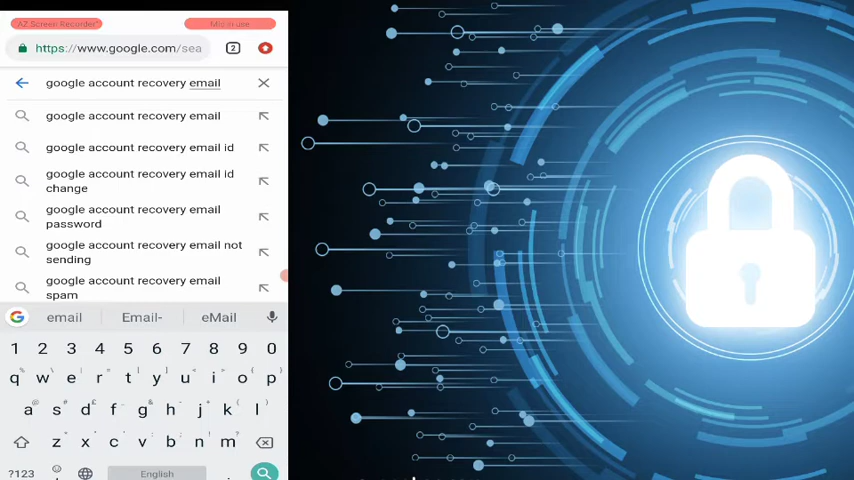 AZ Screen Recorder"
Mic in use
https://www.google.com/sea
2
google account recovery email
google account recovery email
google account recovery email id
google account recovery email id
change
google account recovery email
password
google account recovery email not
sending
google account recovery email
spam
email Email- eMail
1 2 3 4 5 6 7 8 9 0
q w e r t y u i o p
a s d f g h j k l
z x c v b n m
?123 English .